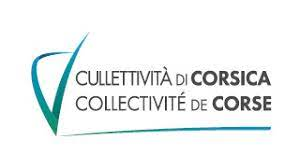 CULLETTIVITÀ DI CORSICA
COLLECTIVITÉ DE CORSE